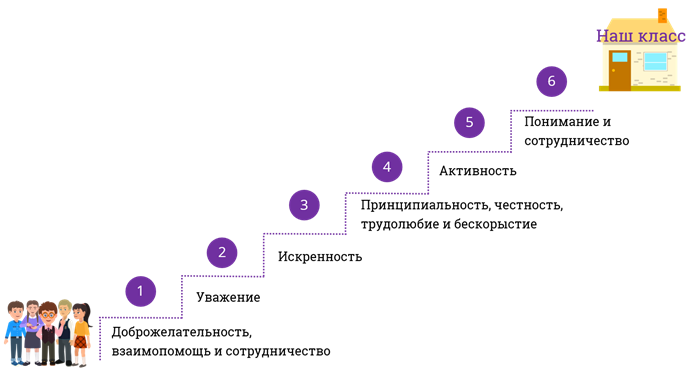 Наш класс
6
Понимание и
сотрудничество
5
Активность
4
Принципиальность, честность,
трудолюбие и бескорыстие
3
Искренность
2
Уважение
1
Доброжелательность,
взаимопомощь и сотрудничество